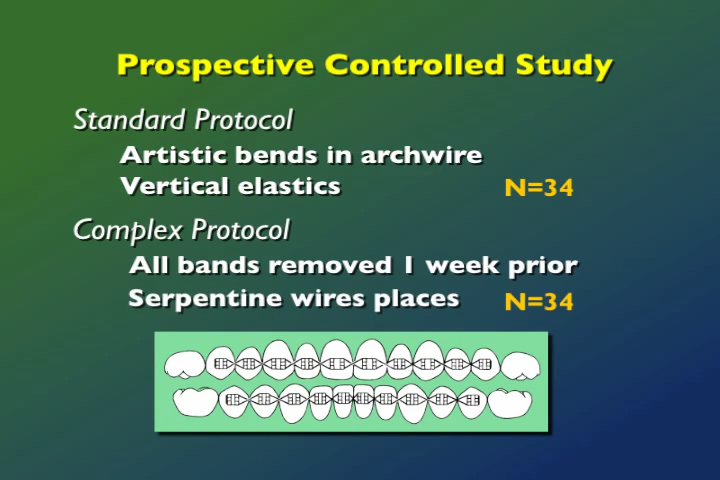 Prospective Controlled Study
Standard Protocol
Artistic bends in archwire
Vertical elastics
N=34
Complex Protocol
All bands removed 1 week prior
Serpentine wires places
N=34